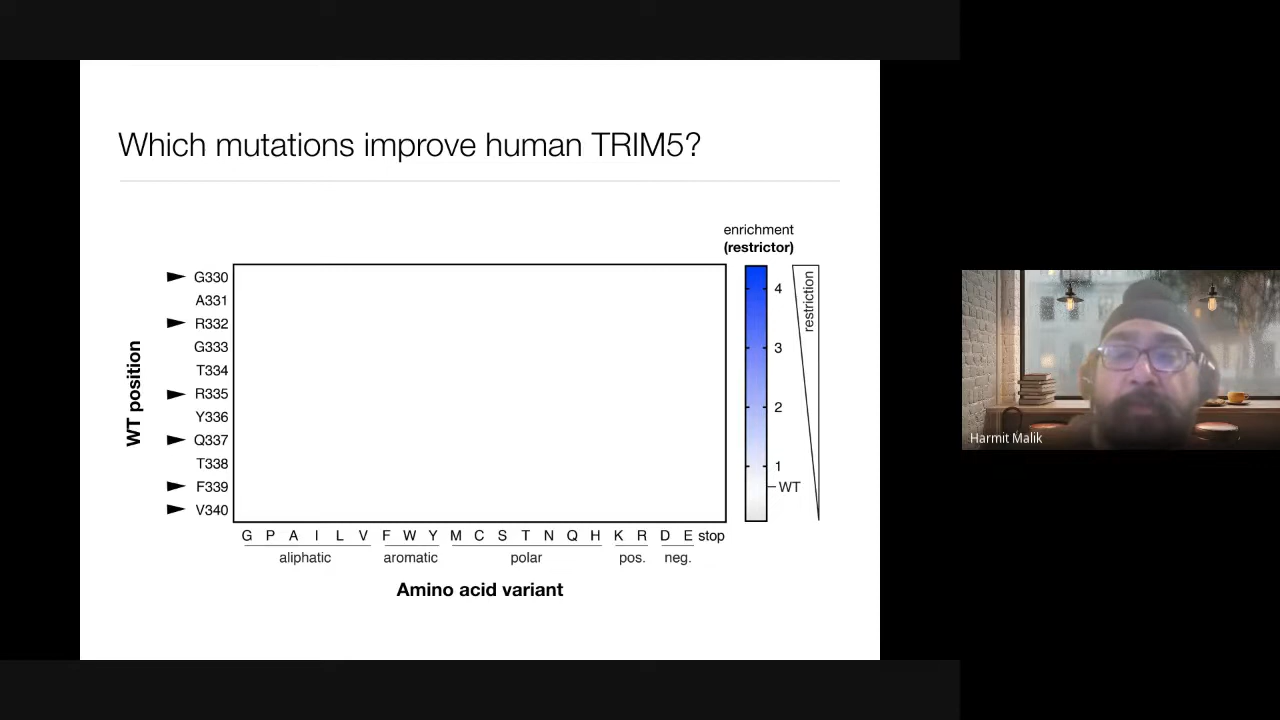 Which mutations improve human TRIM5?
enrichment
(restrictor)
WT position
G330
A331
R332
G333
T334
R335
Y336
Q337
T338
F339
V340
4
3
2
1
WT
restriction
G P A I L V F W Y M C S T N Q H K R D E stop
aliphatic aromatic polar pos. neg.
Amino acid variant
Harmit Malik